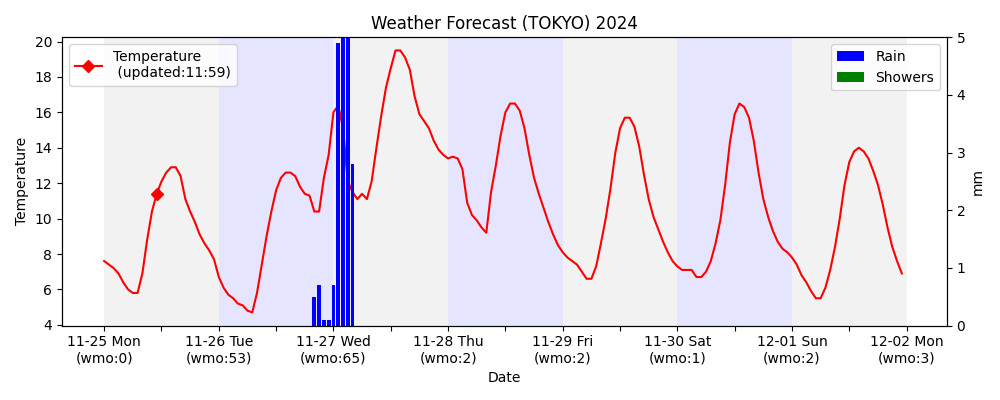 Weather Forecast (TOKYO) 2024
Temperature
(updated:11:59)
Rain
Showers
Temperature
20
18
16
14
12
10
8
6
4
5
4
3
2
1
0
mm
11-25 Mon 11-26 Tue 11-27 Wed 11-28 Thu 11-29 Fri 11-30 Sat 12-01 Sun 12-02 Mon
(wmo:0) (wmo:53) (wmo:65) (wmo:2) (wmo:2) (wmo:1) (wmo:2) (wmo:3)
Date